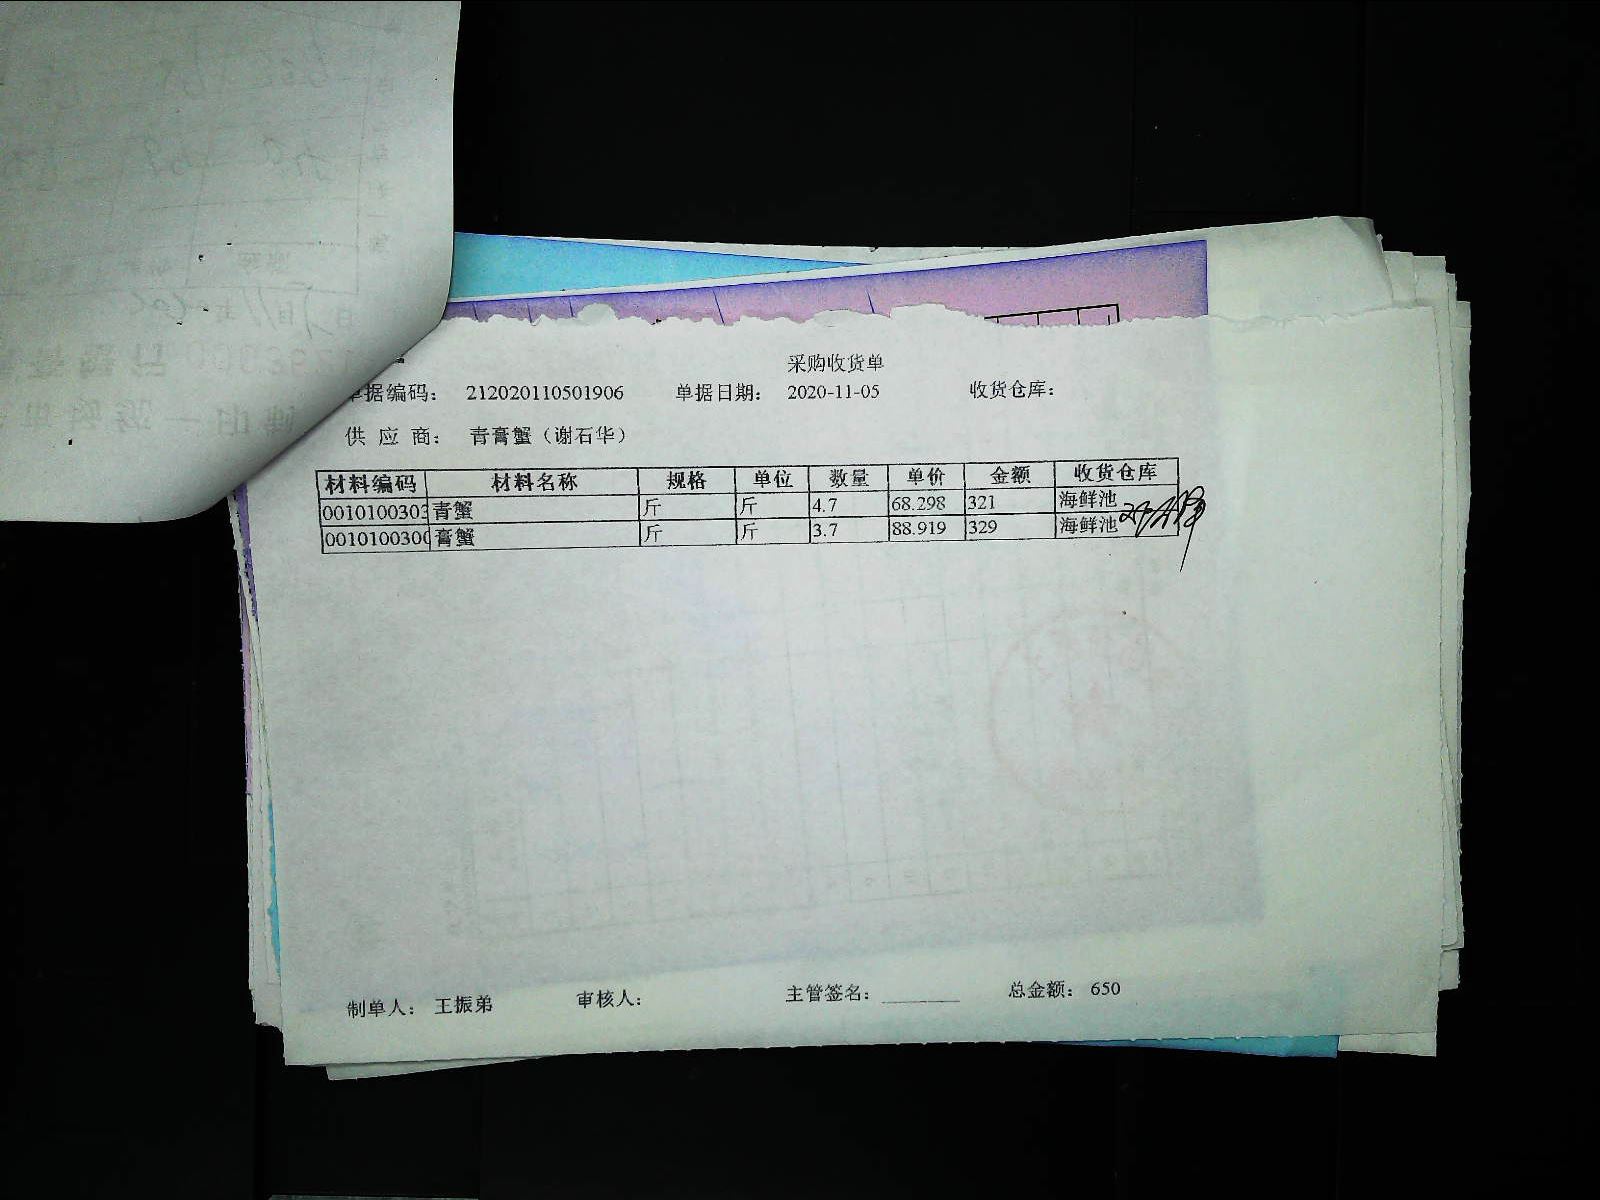 采购收货单
单据编码： 212020110501906 单据日期： 2020-11-05 收货仓库：
供 应 商： 青膏蟹（谢石华）
材料编码 材料名称 规格 单位 数量 单价 金额 收货仓库
0010100303 青蟹 斤 斤 4.7 68.298 321 海鲜池
0010100300 膏蟹 斤 斤 3.7 88.919 329 海鲜池
制单人： 王振弟 审核人： 主管签名： ________ 总金额： 650